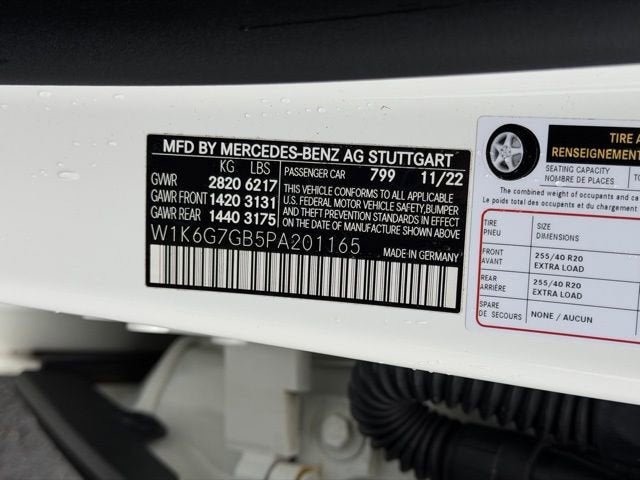 MFD BY MERCEDES-BENZ AG STUTTGART
KG LBS
GVWR 2820 6217
GAWR FRONT 1420 3131
GAWR REAR 1440 3175
PASSENGER CAR 799 11/22
THIS VEHICLE CONFORMS TO ALL APPLICABLE
U.S. FEDERAL MOTOR VEHICLE SAFETY,BUMPER
AND THEFT PREVENTION STANDARDS IN EFFECT
ON THE DATE OF MANUFACTURE SHOWN ABOVE
W1K6G7GB5PA201165 MADE IN GERMANY
TIRE A
RENSEIGNEMENT
SEATING CAPACITY
NOMBRE DE PLACES
The combined weight of occupants and car
Le poids total des occupants et du chargement
TIRE SIZE
PNEU DIMENSIONS
FRONT 255/40 R20
AVANT EXTRA LOAD
REAR 255/40 R20
ARRIÈRE EXTRA LOAD
SPARE
DE SECOURS NONE / AUCUN